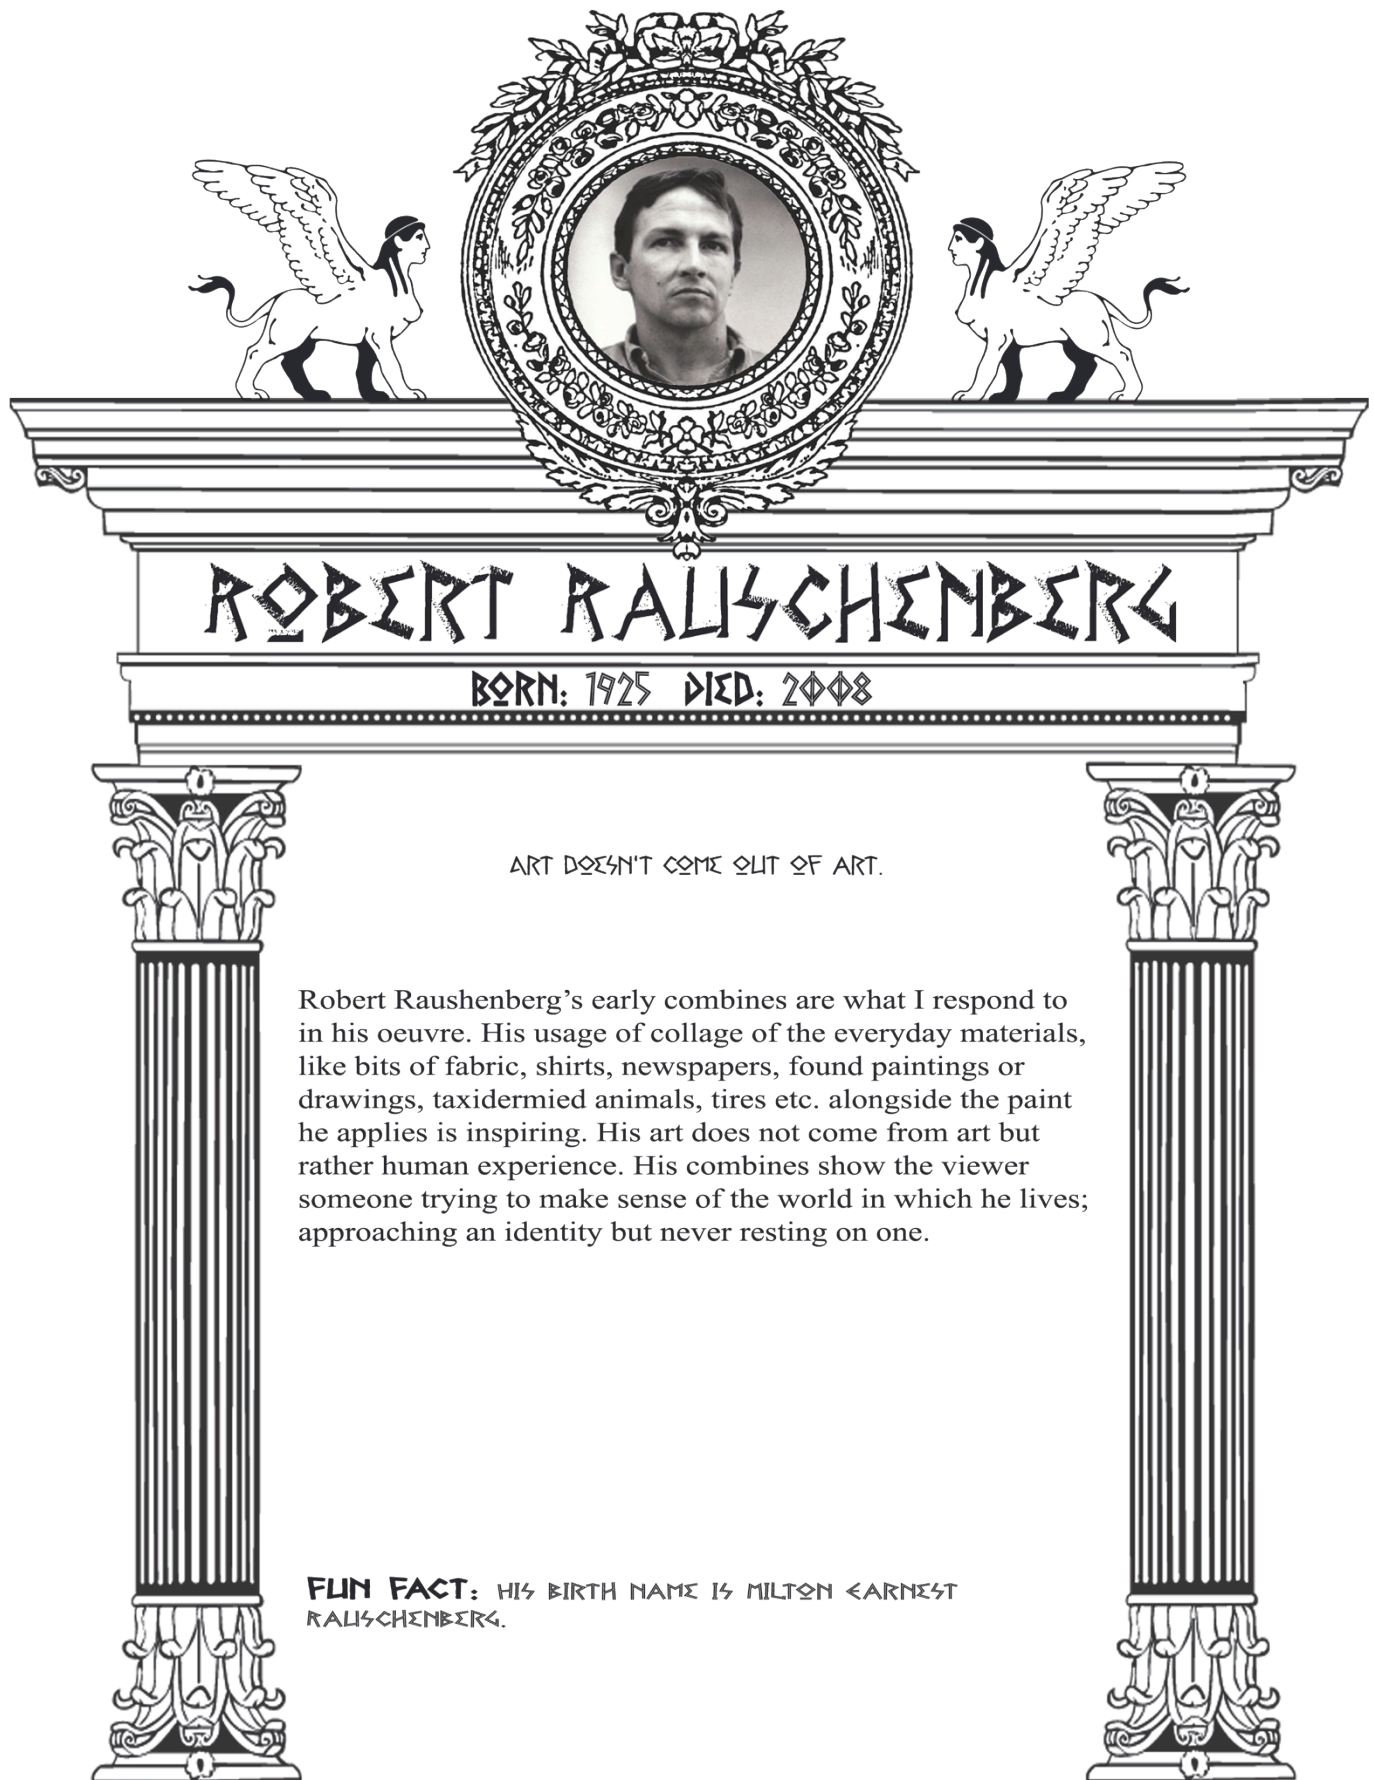 ROBERT RAUSCHENBERG
BORN: 1925 DIED: 2008
ART DOESN'T COME OUT OF ART.
Robert Raushenberg’s early combines are what I respond to
in his oeuvre. His usage of collage of the everyday materials,
like bits of fabric, shirts, newspapers, found paintings or
drawings, taxidermied animals, tires etc. alongside the paint
he applies is inspiring. His art does not come from art but
rather human experience. His combines show the viewer
someone trying to make sense of the world in which he lives;
approaching an identity but never resting on one.
FUN FACT: HIS BIRTH NAME IS MILTON EARNEST
RAUSCHENBERG.